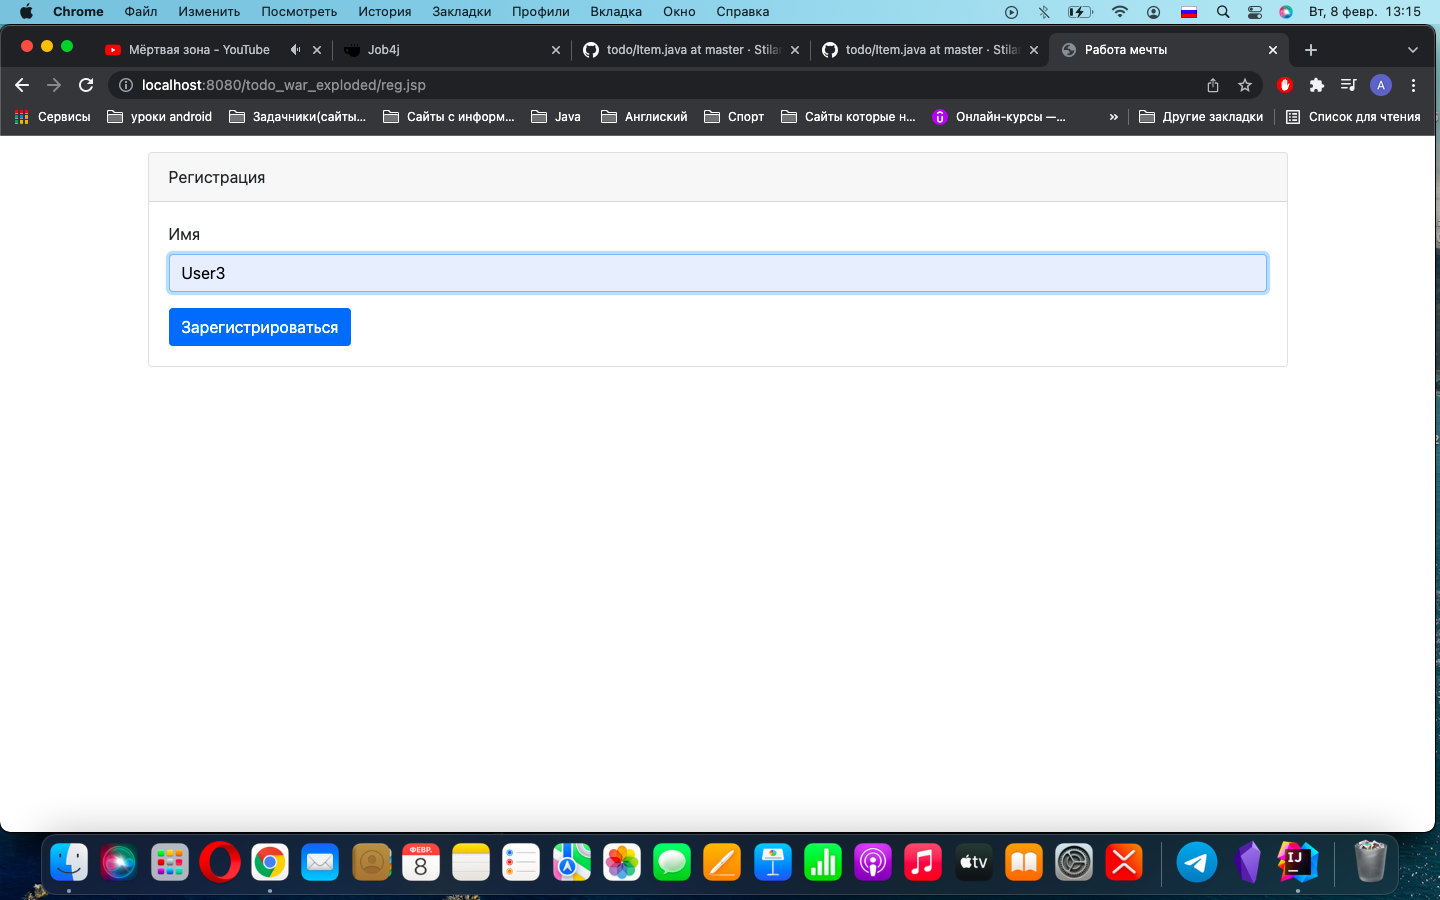 Chrome Файл Изменить Посмотреть История Закладки Профили Вкладка Окно Справка Вт, 8 февр. 13:15
Мёртвая зона - YouTube Job4j todo/Item.java at master · Stila todo/Item.java at master · Stila Работа мечты
localhost:8080/todo_war_exploded/reg.jsp A
Сервисы уроки android Задачники(сайты... Сайты с информ... Java Англиский Спорт Сайты которые н... Онлайн-курсы —... » Другие закладки Список для чтения
Регистрация
Имя
User3
Зарегистрироваться
ФЕВР.
8
tv
IJ